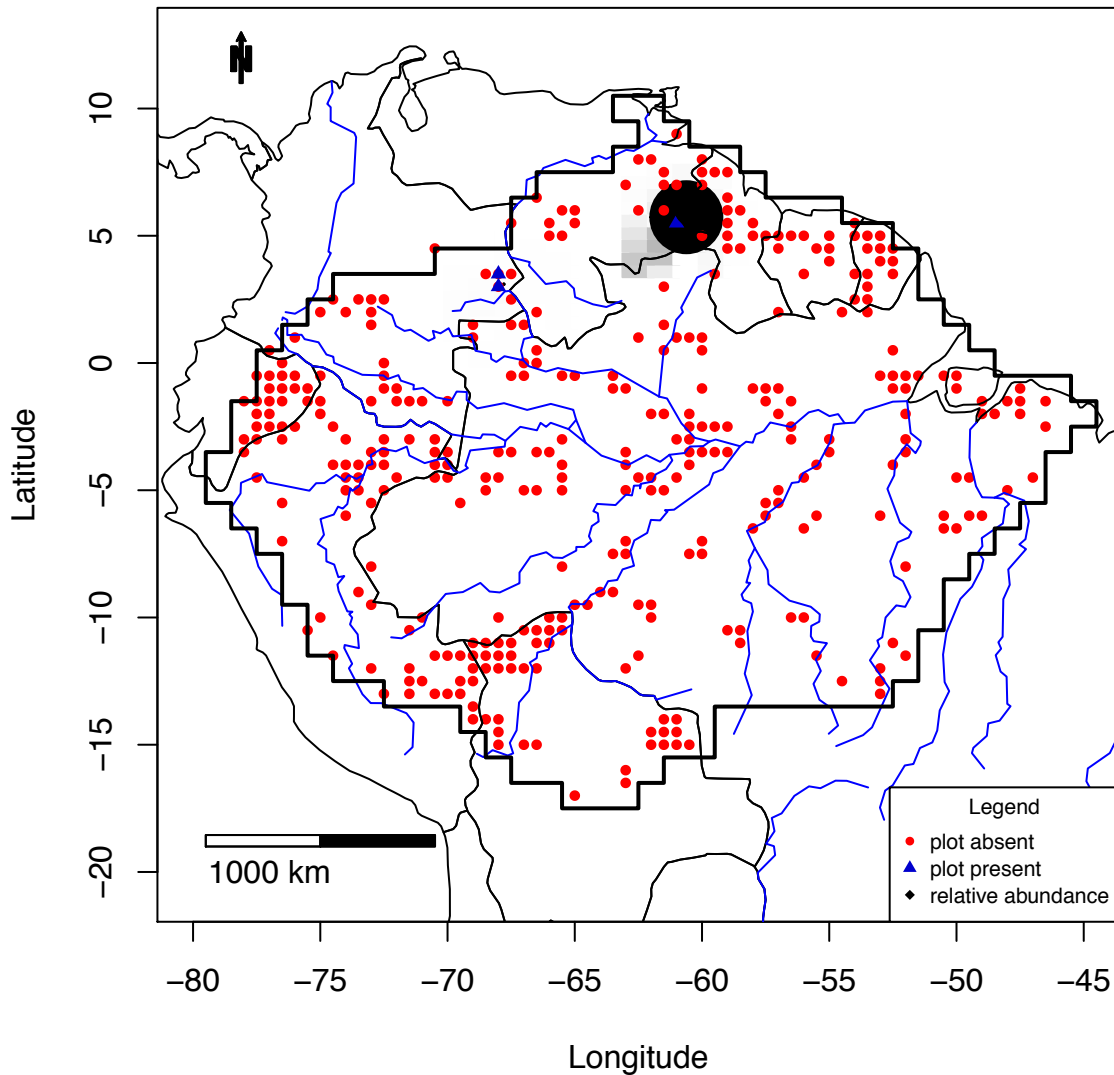 N
10
5
0
−5
−10
−15
−20
Latitude
1000 km
Legend
plot absent
plot present
relative abundance
−80
−75
−70
−65
−60
−55
−50
−45
Longitude